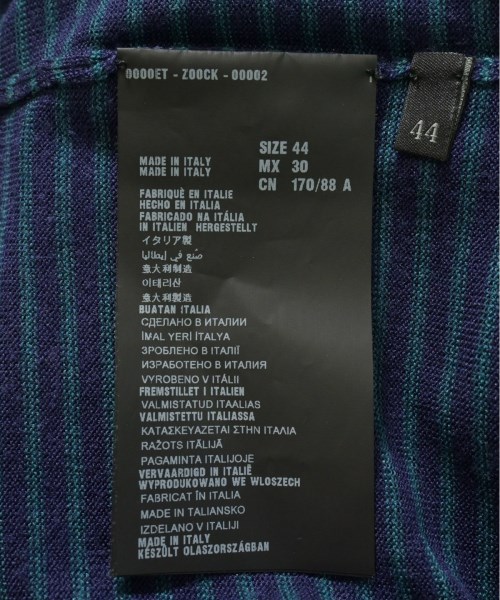 0000ET - Z00CK - 00002
44
SIZE 44
MX 30
CN 170/88 A
MADE IN ITALY
MADE IN ITALY
FABRIQUÉ EN ITALIE
HECHO EN ITALIA
FABRICADO NA ITÁLIA
IN ITALIEN HERGESTELLT
イタリア製
صنع في إيطاليا
意大利制造
이태리산
意大利製造
BUATAN ITALIA
СДЕЛАНО В ИТАЛИИ
İMAL YERİ İTALYA
ЗРОБЛЕНО В ІТАЛІЇ
ИЗРАБОТЕНО В ИТАЛИЯ
VYROBENO V ITÁLII
FREMSTILLET I ITALIEN
VALMISTATUD ITAALIAS
VALMISTETTU ITALIASSA
ΚΑΤΑΣΚΕΥΑΖΕΤΑΙ ΣΤΗΝ ΙΤΑΛΙΑ
RAŽOTS ITĀLIJĀ
PAGAMINTA ITALIJOJE
VERVAARDIGD IN ITALIË
WYPRODUKOWANO WE WŁOSZECH
FABRICAT ÎN ITALIA
MADE IN TALIANSKO
IZDELANO V ITALIJI
MADE IN ITALY
KÉSZÜLT OLASZORSZÁGBAN